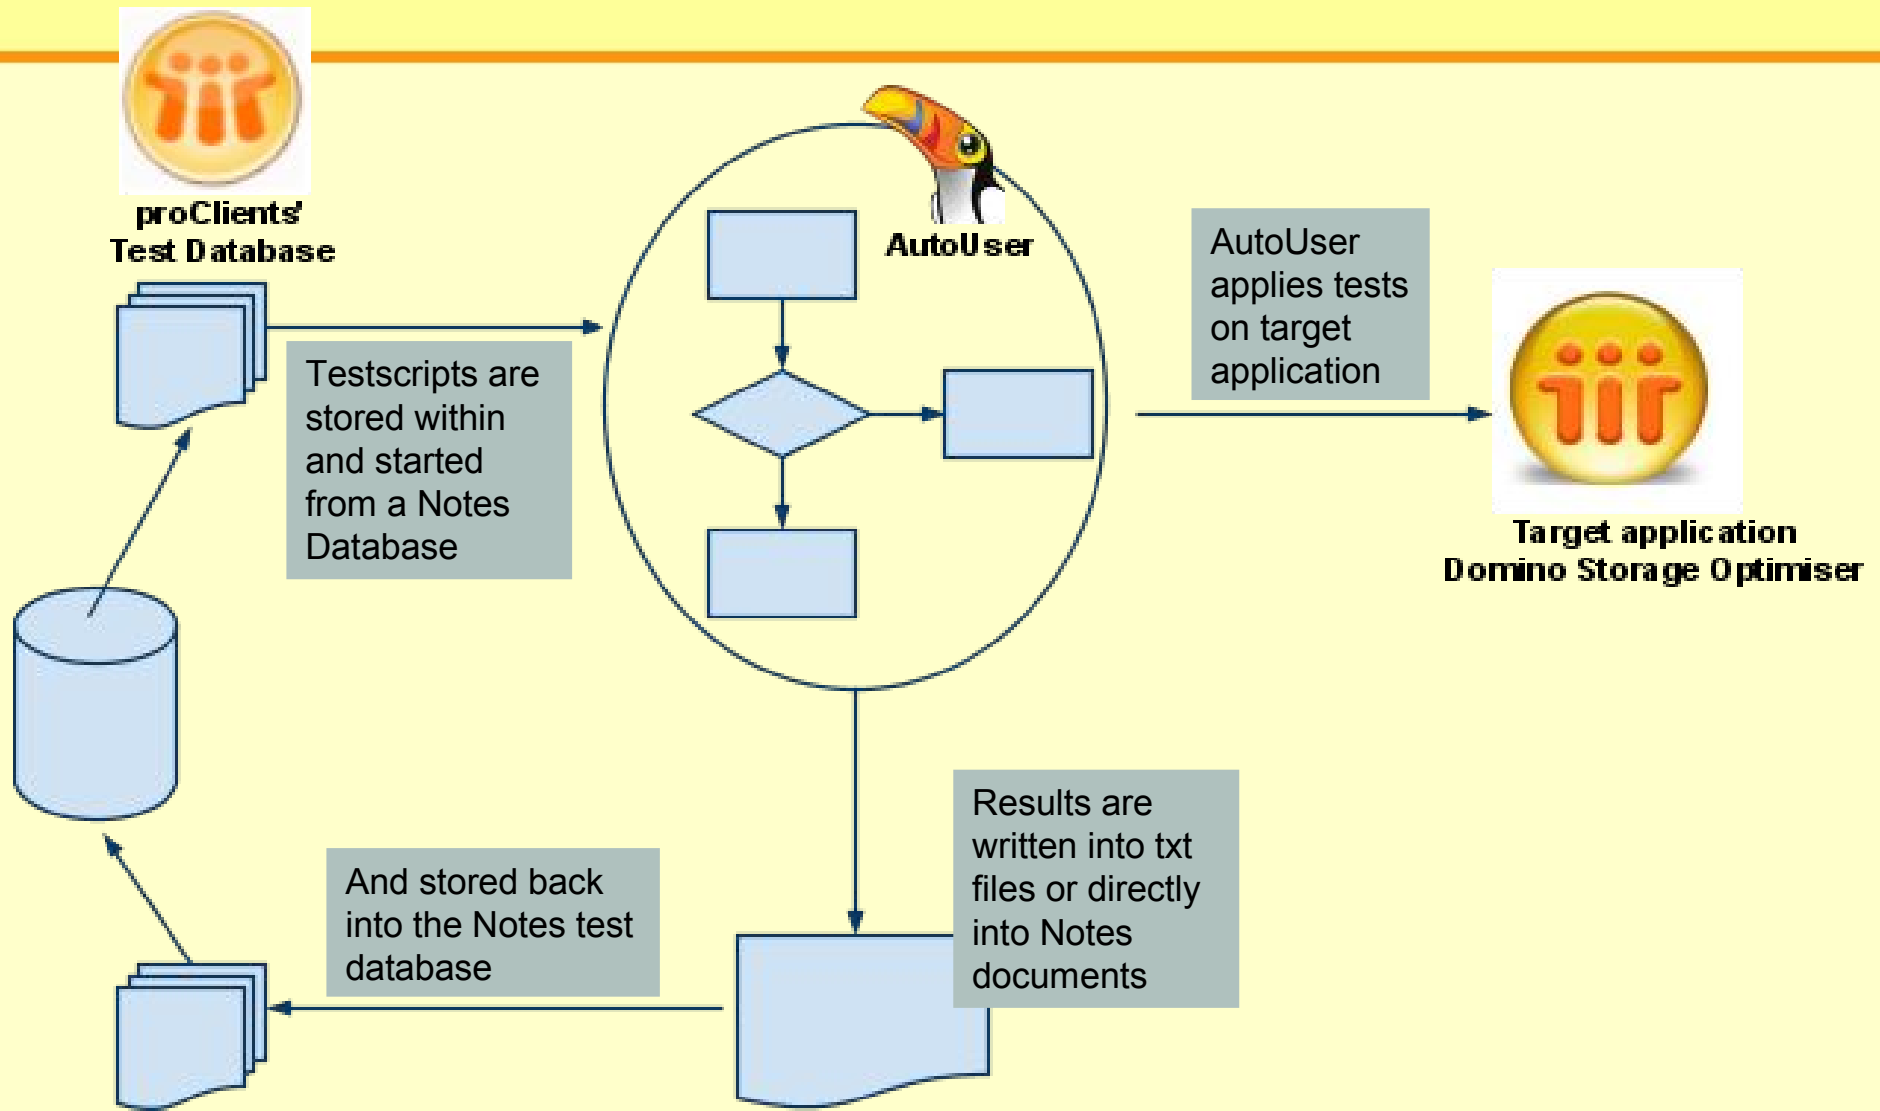 proClients'
Test Database
AutoUser
AutoUser
applies tests
on target
application
Testscripts are
stored within
and started
from a Notes
Database
Target application
Domino Storage Optimiser
Results are
written into txt
files or directly
into Notes
documents
And stored back
into the Notes test
database